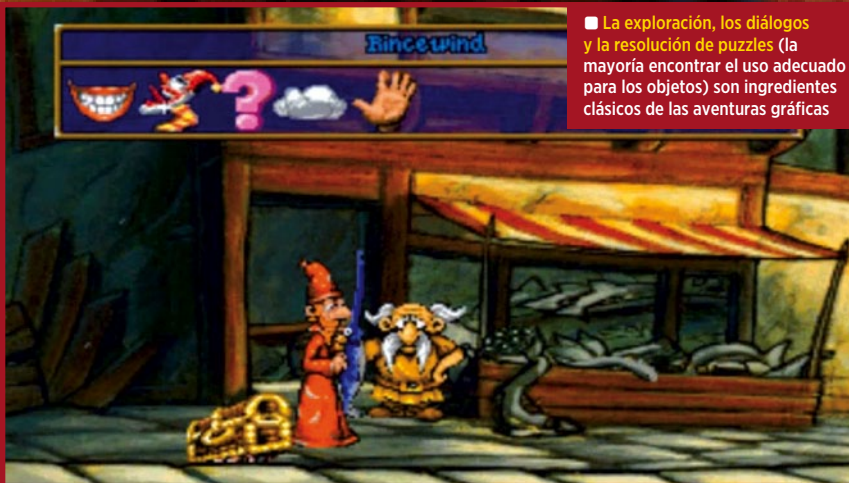 Rincewind
La exploración, los diálogos
y la resolución de puzzles (la
mayoría encontrar el uso adecuado
para los objetos) son ingredientes
clásicos de las aventuras gráficas